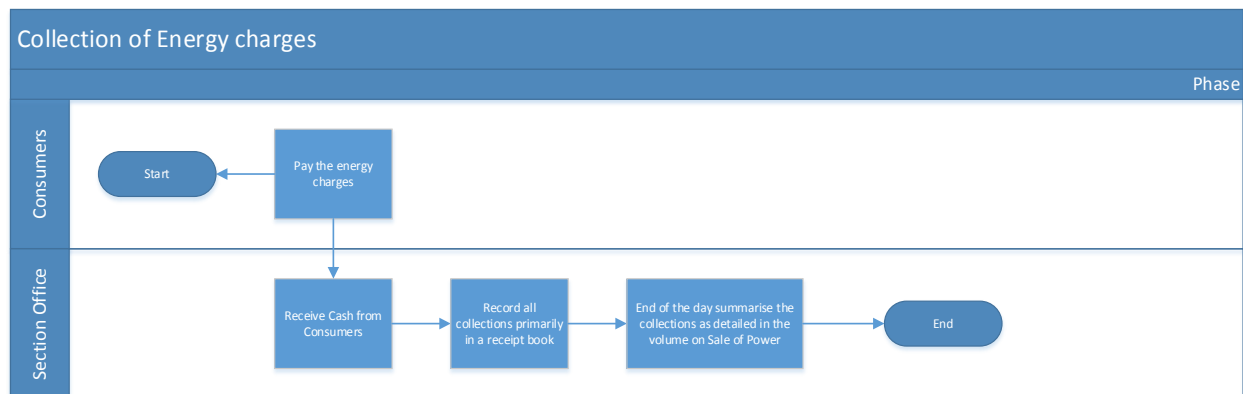 Collection of Energy charges
Phase
Consumers
Start
Pay the energy
charges
Section Office
Receive Cash from
Consumers
Record all
collections primarily
in a receipt book
End of the day summarise the
collections as detailed in the
volume on Sale of Power
End